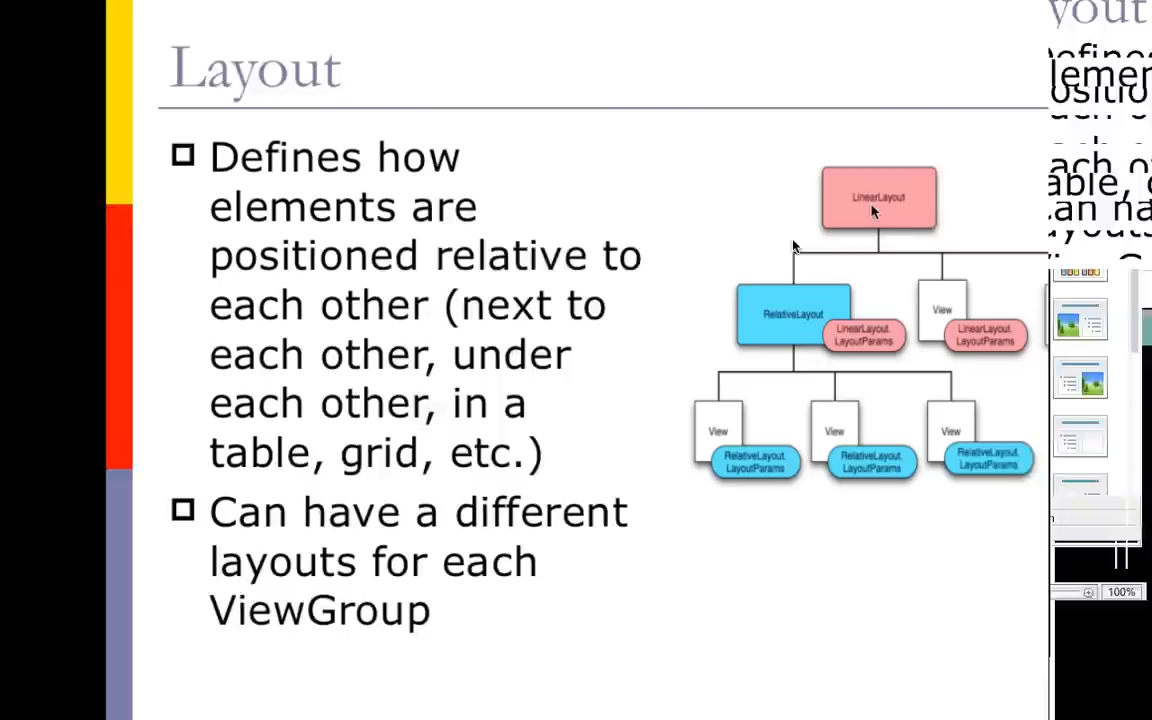 Layout
Defines how
elements are
positioned relative to
each other (next to
each other, under
each other, in a
table, grid, etc.)
Can have a different
layouts for each
ViewGroup
LinearLayout
RelativeLayout
LinearLayout.
LayoutParams
View
LinearLayout.
LayoutParams
View
RelativeLayout.
LayoutParams
View
RelativeLayout.
LayoutParams
View
RelativeLayout.
LayoutParams
100%